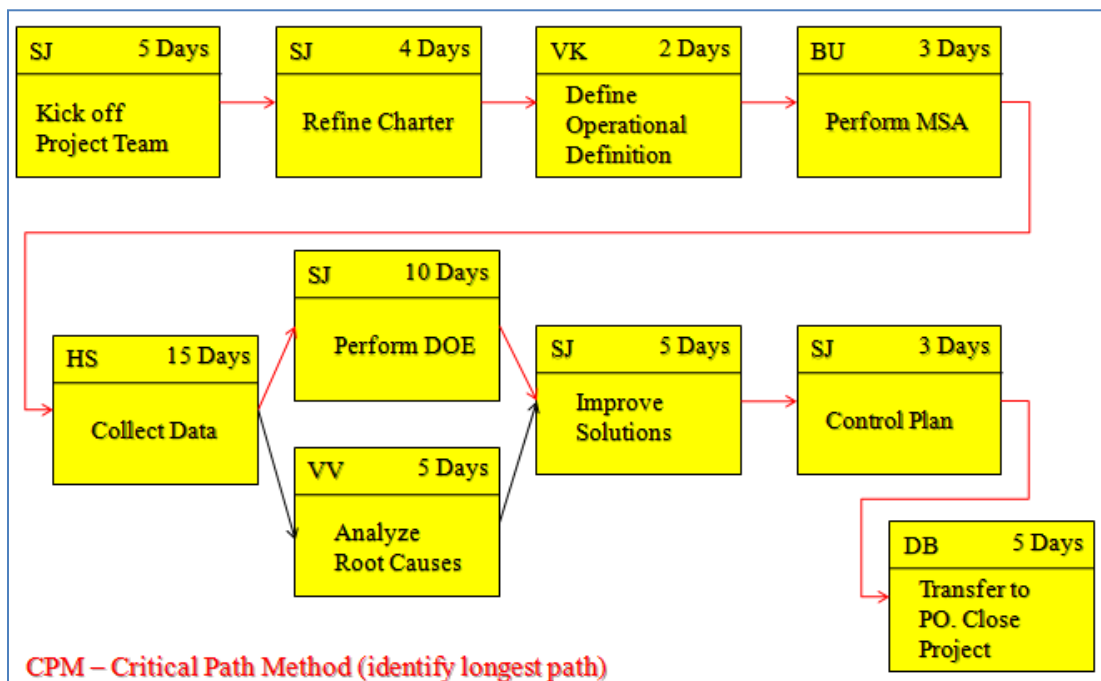 SJ 5 Days
Kick off
Project Team
SJ 4 Days
Refine Charter
VK 2 Days
Define
Operational
Definition
BU 3 Days
Perform MSA
HS 15 Days
Collect Data
SJ 10 Days
Perform DOE
VV 5 Days
Analyze
Root Causes
SJ 5 Days
Improve
Solutions
SJ 3 Days
Control Plan
DB 5 Days
Transfer to
PO. Close
Project
CPM – Critical Path Method (identify longest path)